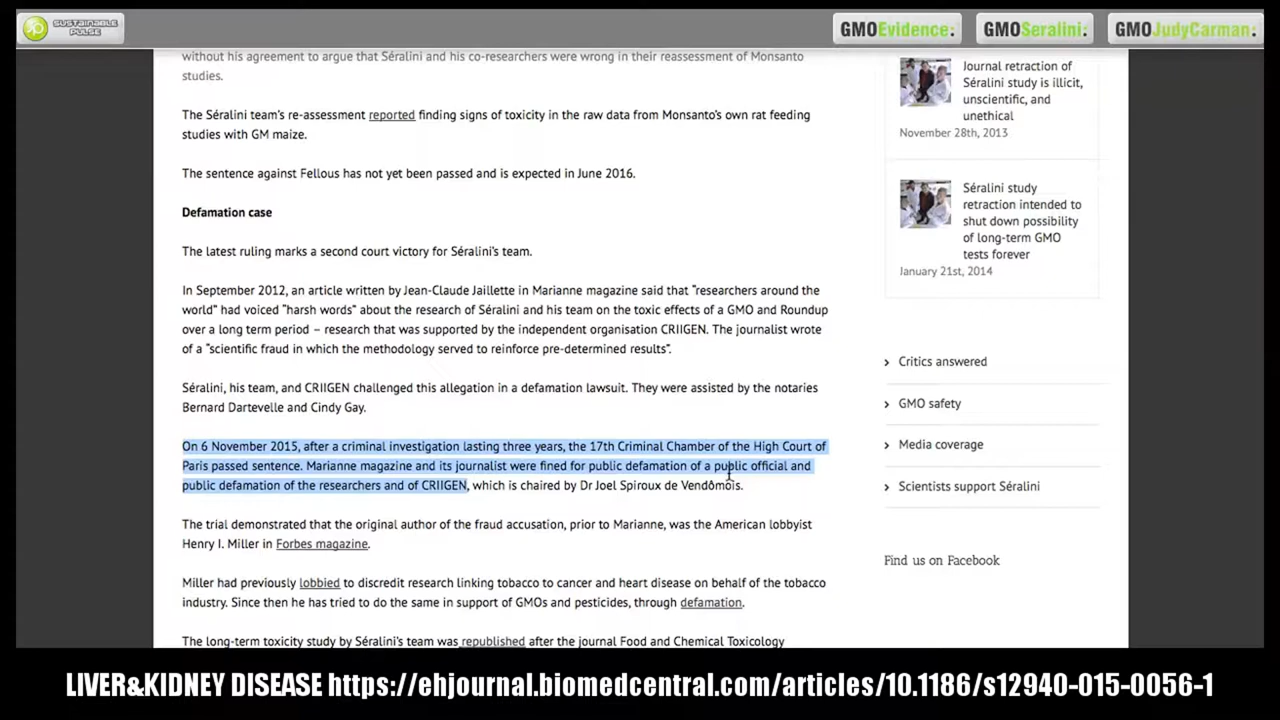 SUSTAINABLE
PULSE
GMOEvidence.
GMOSeralini.
GMOJudyCarman.
without his agreement to argue that Séralini and his co-researchers were wrong in their reassessment of Monsanto
studies.
The Séralini team's re-assessment reported finding signs of toxicity in the raw data from Monsanto's own rat feeding
studies with GM maize.
The sentence against Fellous has not yet been passed and is expected in June 2016.
Defamation case
The latest ruling marks a second court victory for Séralini's team.
In September 2012, an article written by Jean-Claude Jaillette in Marianne magazine said that "researchers around the
world" had voiced "harsh words" about the research of Séralini and his team on the toxic effects of a GMO and Roundup
over a long term period – research that was supported by the independent organisation CRIIGEN. The journalist wrote
of a "scientific fraud in which the methodology served to reinforce pre-determined results".
Séralini, his team, and CRIIGEN challenged this allegation in a defamation lawsuit. They were assisted by the notaries
Bernard Dartevelle and Cindy Gay.
On 6 November 2015, after a criminal investigation lasting three years, the 17th Criminal Chamber of the High Court of
Paris passed sentence. Marianne magazine and its journalist were fined for public defamation of a public official and
public defamation of the researchers and of CRIIGEN, which is chaired by Dr Joel Spiroux de Vendômois.
The trial demonstrated that the original author of the fraud accusation, prior to Marianne, was the American lobbyist
Henry I. Miller in Forbes magazine.
Miller had previously lobbied to discredit research linking tobacco to cancer and heart disease on behalf of the tobacco
industry. Since then he has tried to do the same in support of GMOs and pesticides, through defamation.
The long-term toxicity study by Séralini's team was republished after the journal Food and Chemical Toxicology
Journal retraction of
Séralini study is illicit,
unscientific, and
unethical
November 28th, 2013
Séralini study
retraction intended to
shut down possibility
of long-term GMO
tests forever
January 21st, 2014
Critics answered
GMO safety
Media coverage
Scientists support Séralini
Find us on Facebook
LIVER&KIDNEY DISEASE https://ehjournal.biomedcentral.com/articles/10.1186/s12940-015-0056-1